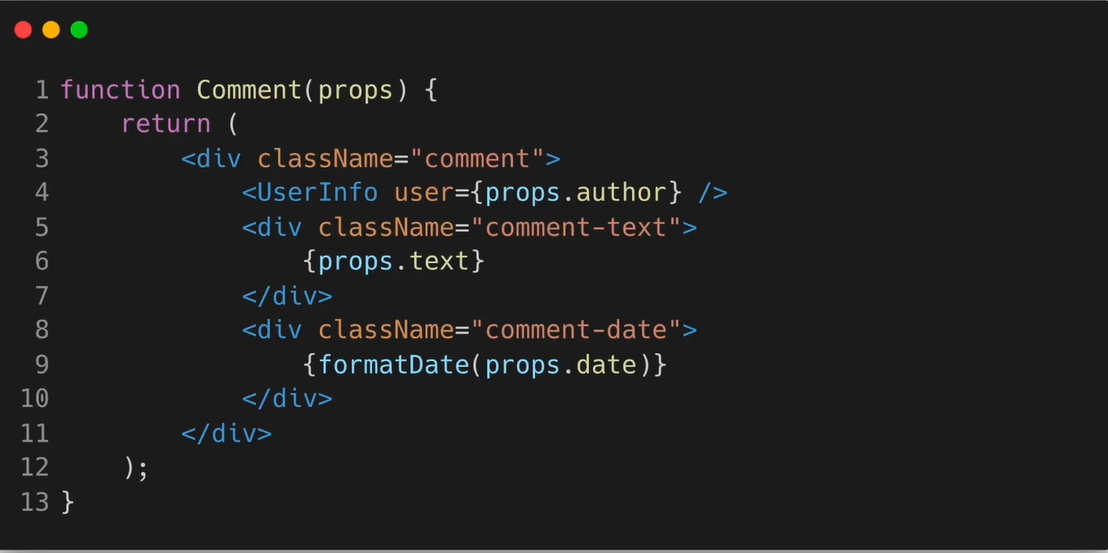 1 function Comment(props) {
2     return (
3         <div className="comment">
4             <UserInfo user={props.author} />
5             <div className="comment-text">
6                 {props.text}
7             </div>
8             <div className="comment-date">
9                 {formatDate(props.date)}
10             </div>
11         </div>
12     );
13 }